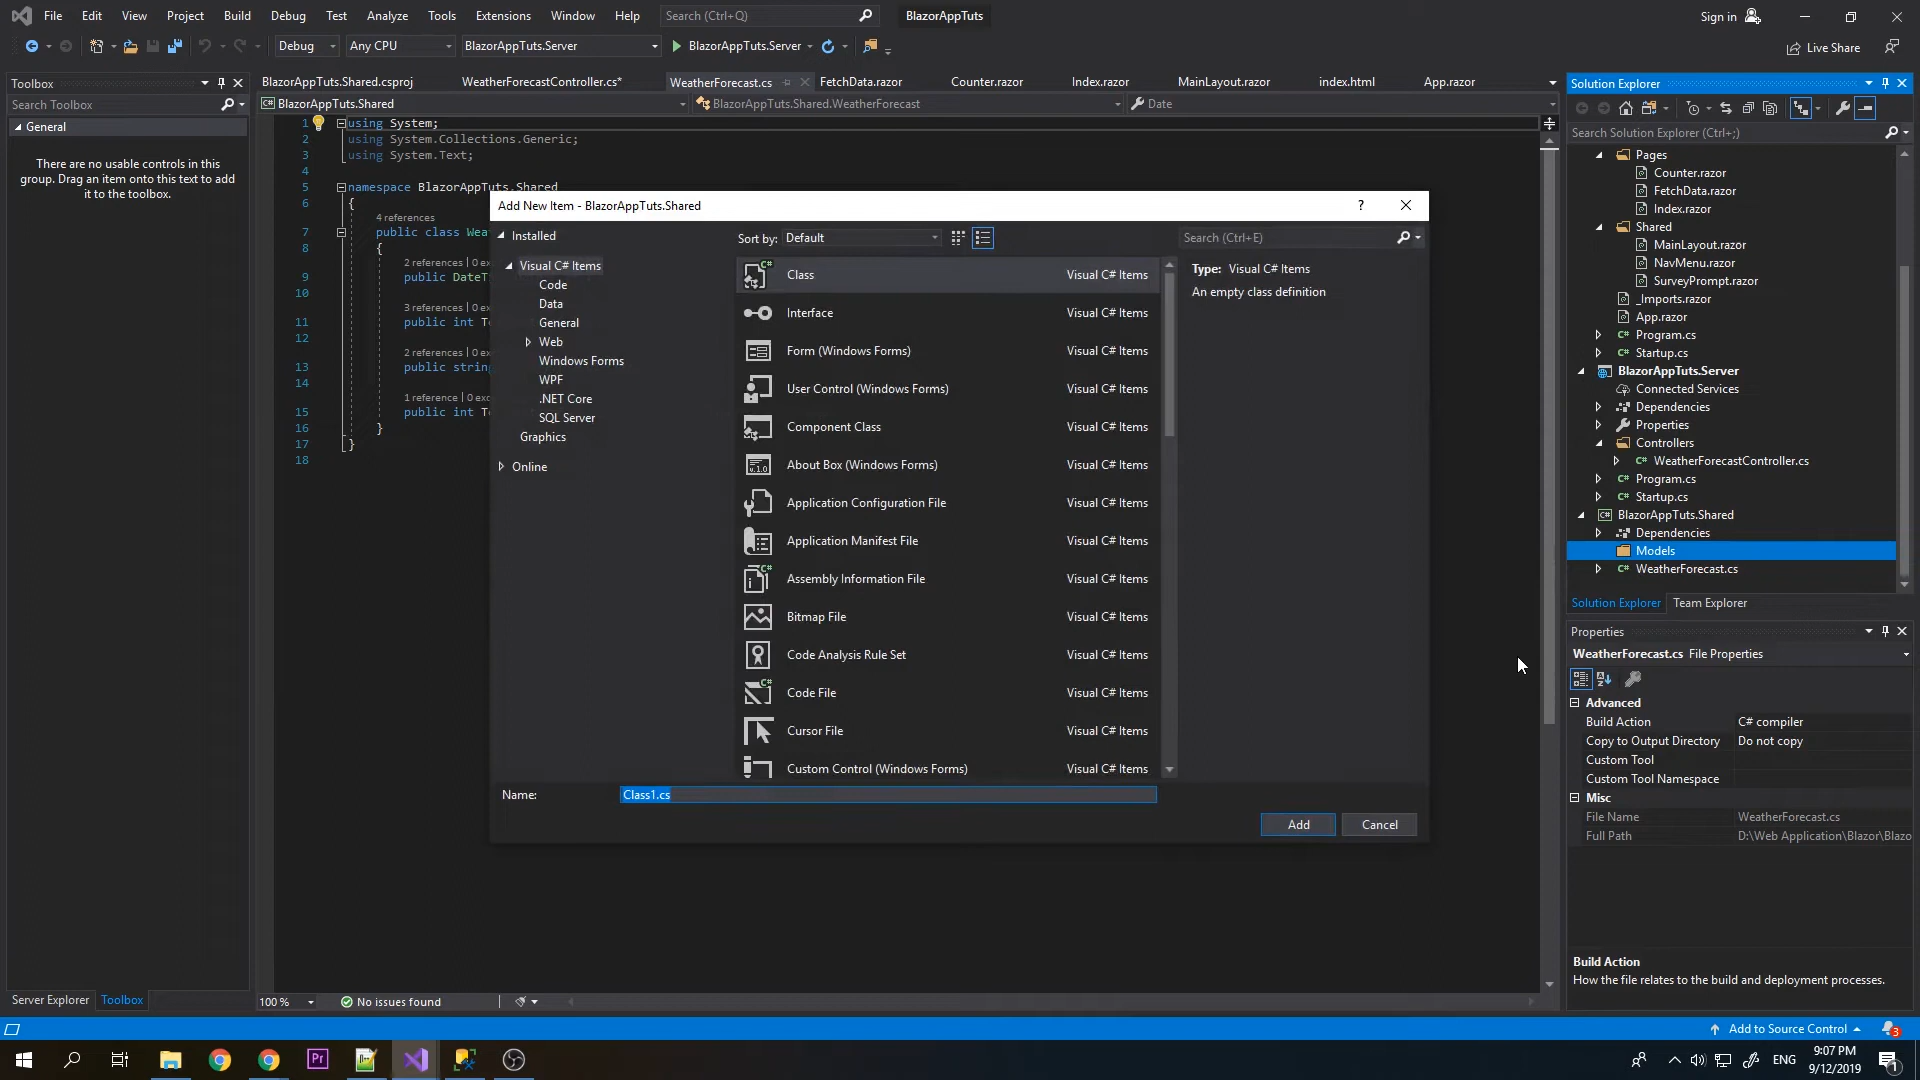 File Edit View Project Build Debug Test Analyze Tools Extensions Window Help Search (Ctrl+Q) BlazorAppTuts Sign in
Debug Any CPU BlazorAppTuts.Server BlazorAppTuts.Server Live Share
Toolbox
Search Toolbox
General
There are no usable controls in this
group. Drag an item onto this text to add
it to the toolbox.
Server Explorer Toolbox
BlazorAppTuts.Shared.csproj WeatherForecastController.cs* WeatherForecast.cs FetchData.razor Counter.razor Index.razor MainLayout.razor index.html App.razor
BlazorAppTuts.Shared BlazorAppTuts.Shared.WeatherForecast Date
1 using System;
2 using System.Collections.Generic;
3 using System.Text;
4
5 namespace BlazorAppTuts.Shared
6 {
4 references
7 public class Wea
8 {
2 references | 0 ex
9 public DateT
10
3 references | 0 ex
11 public int Te
12
2 references | 0 ex
13 public string
14
1 reference | 0 exc
15 public int Te
16 }
17 }
18
100 % No issues found
Add New Item - BlazorAppTuts.Shared ?
Installed
Visual C# Items
Code
Data
General
Web
Windows Forms
WPF
.NET Core
SQL Server
Graphics
Online
Sort by: Default
Search (Ctrl+E)
Class Visual C# Items
Interface Visual C# Items
Form (Windows Forms) Visual C# Items
User Control (Windows Forms) Visual C# Items
Component Class Visual C# Items
About Box (Windows Forms) Visual C# Items
Application Configuration File Visual C# Items
Application Manifest File Visual C# Items
Assembly Information File Visual C# Items
Bitmap File Visual C# Items
Code Analysis Rule Set Visual C# Items
Code File Visual C# Items
Cursor File Visual C# Items
Custom Control (Windows Forms) Visual C# Items
Type: Visual C# Items
An empty class definition
Name: Class1.cs
Add Cancel
Solution Explorer
Search Solution Explorer (Ctrl+;)
Pages
Counter.razor
FetchData.razor
Index.razor
Shared
MainLayout.razor
NavMenu.razor
SurveyPrompt.razor
_Imports.razor
App.razor
C# Program.cs
C# Startup.cs
BlazorAppTuts.Server
Connected Services
Dependencies
Properties
Controllers
C# WeatherForecastController.cs
C# Program.cs
C# Startup.cs
C# BlazorAppTuts.Shared
Dependencies
Models
C# WeatherForecast.cs
Solution Explorer Team Explorer
Properties
WeatherForecast.cs File Properties
Advanced
Build Action C# compiler
Copy to Output Directory Do not copy
Custom Tool
Custom Tool Namespace
Misc
File Name WeatherForecast.cs
Full Path D:\Web Application\Blazor\Blazo
Build Action
How the file relates to the build and deployment processes.
Add to Source Control 3
Pr ENG 9:07 PM
9/12/2019 1